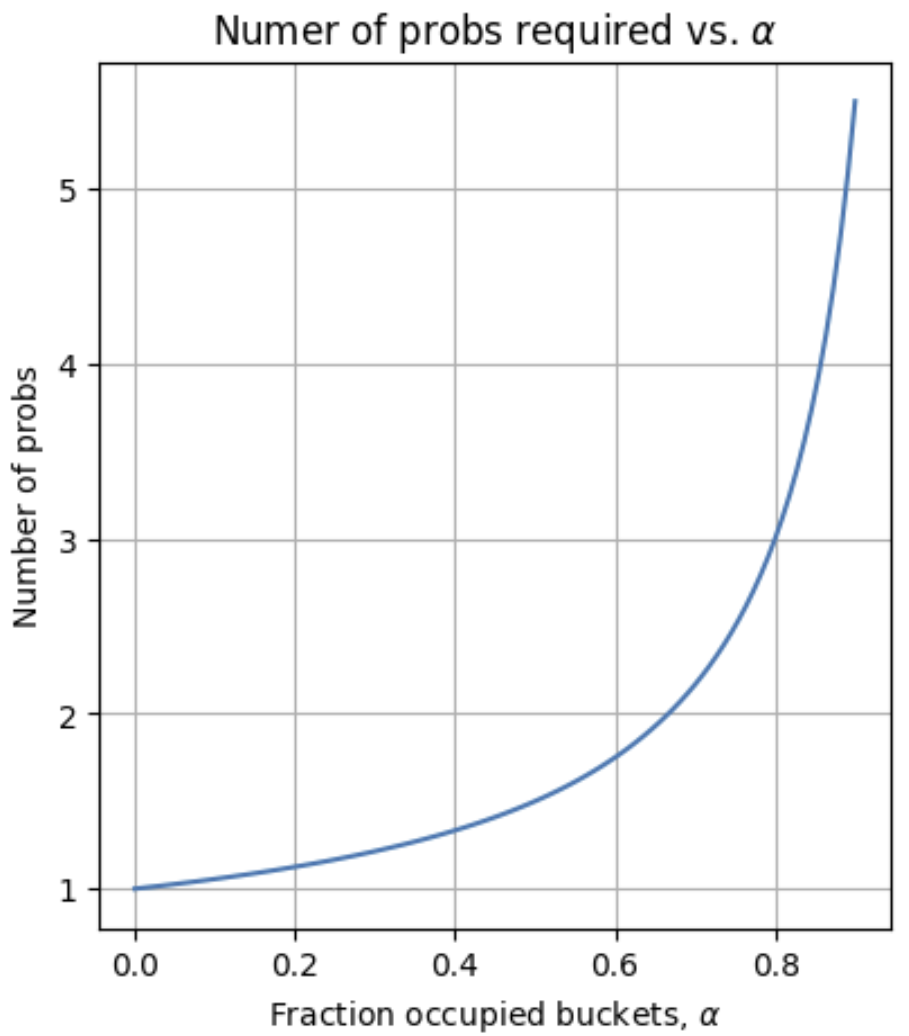 Numer of probs required vs. α
5
4
3
2
1
Number of probs
0.0 0.2 0.4 0.6 0.8
Fraction occupied buckets, α